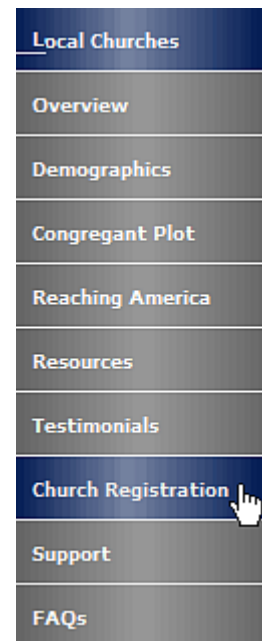 Local Churches
Overview
Demographics
Congregant Plot
Reaching America
Resources
Testimonials
Church Registration
Support
FAQs